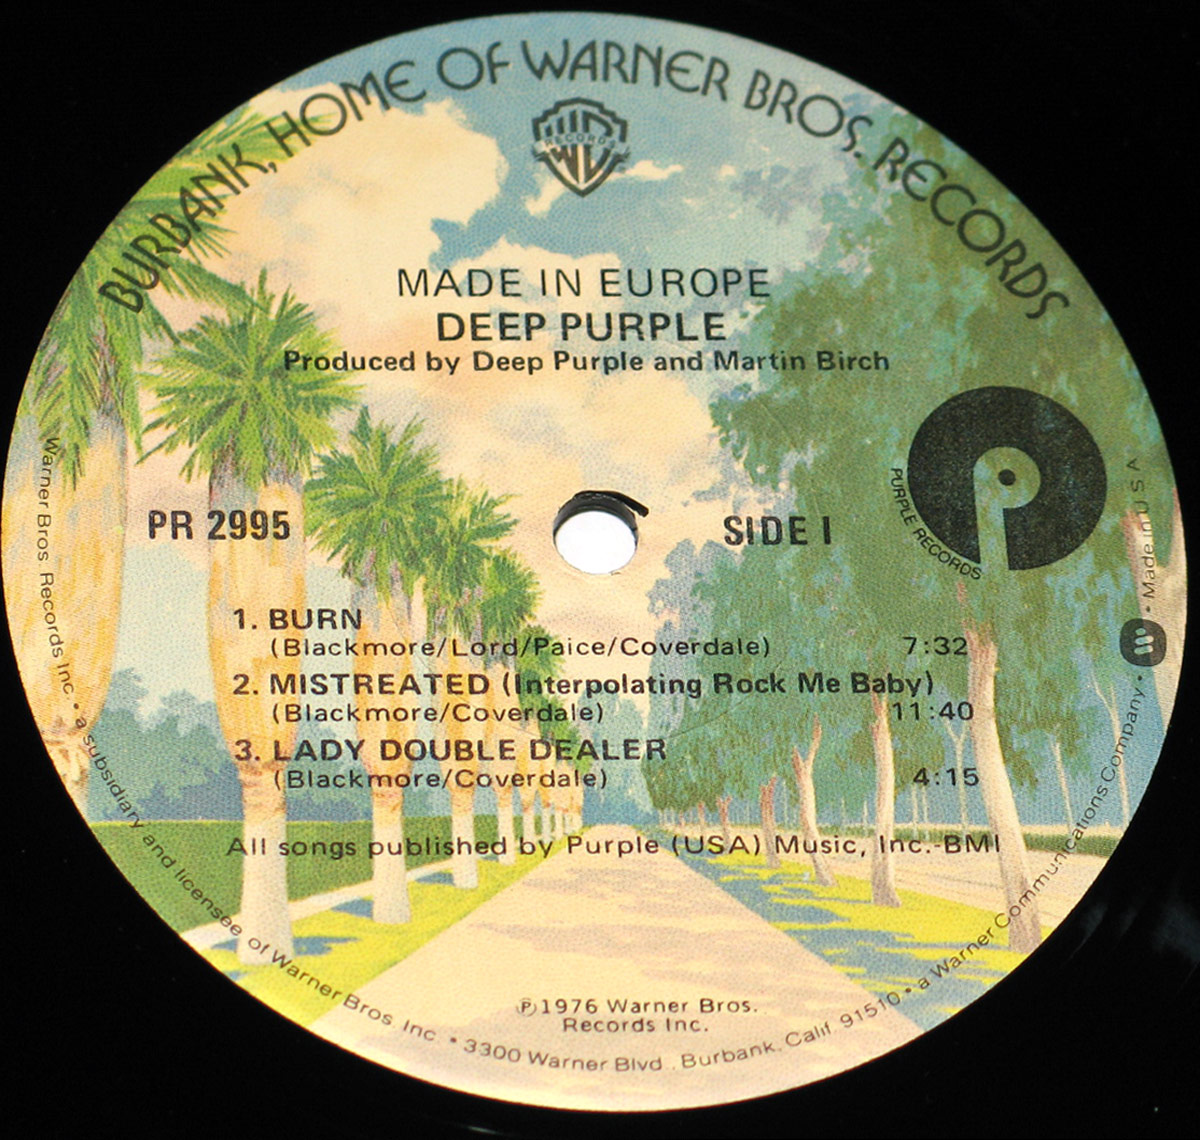 BURBANK, HOME OF WARNER BROS. RECORDS
WB
RECORDS
MADE IN EUROPE
DEEP PURPLE
Produced by Deep Purple and Martin Birch
PURPLE RECORDS
PR 2995
SIDE I
1. BURN
(Blackmore/Lord/Paice/Coverdale) 7:32
2. MISTREATED (Interpolating Rock Me Baby)
(Blackmore/Coverdale) 11:40
3. LADY DOUBLE DEALER
(Blackmore/Coverdale) 4:15
All songs published by Purple (USA) Music, Inc.-BMI
℗1976 Warner Bros.
Records Inc.
Warner Bros. Records Inc. • a subsidiary and licensee of Warner Bros. Inc. • 3300 Warner Blvd., Burbank, Calif. 91510 • a Warner Communications Company • W • Made in U S A